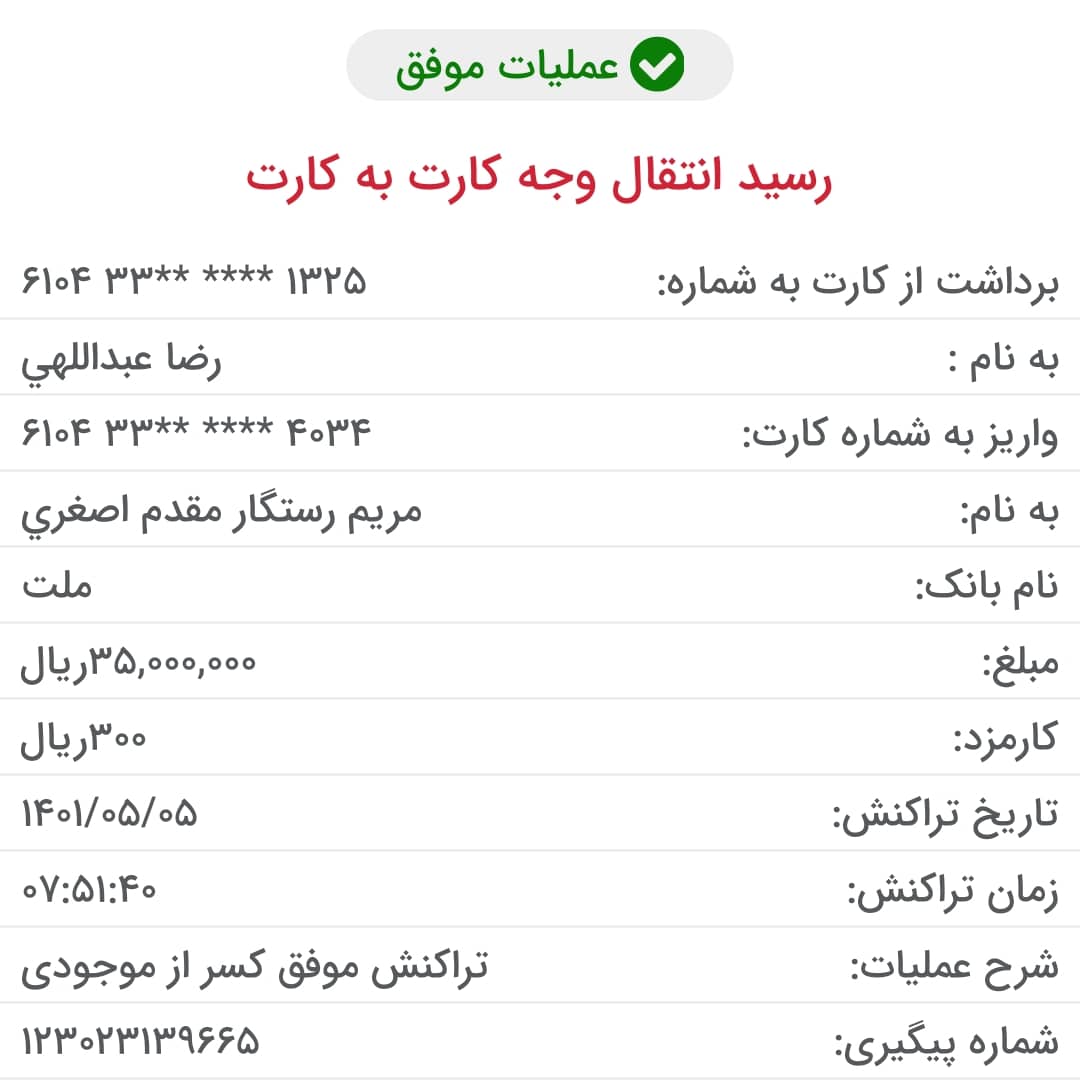 عملیات موفق
رسید انتقال وجه کارت به کارت
برداشت از کارت به شماره: ۶۱۰۴ ۳۳** **** ۱۳۲۵
به نام : رضا عبداللهي
واریز به شماره کارت: ۶۱۰۴ ۳۳** **** ۴۰۳۴
به نام: مریم رستگار مقدم اصغري
نام بانک: ملت
مبلغ: ۳۵,۰۰۰,۰۰۰ریال
کارمزد: ۳۰۰ریال
تاریخ تراکنش: ۱۴۰۱/۰۵/۰۵
زمان تراکنش: ۰۷:۵۱:۴۰
شرح عملیات: تراکنش موفق کسر از موجودی
شماره پیگیری: ۱۲۳۰۲۳۱۳۹۶۶۵